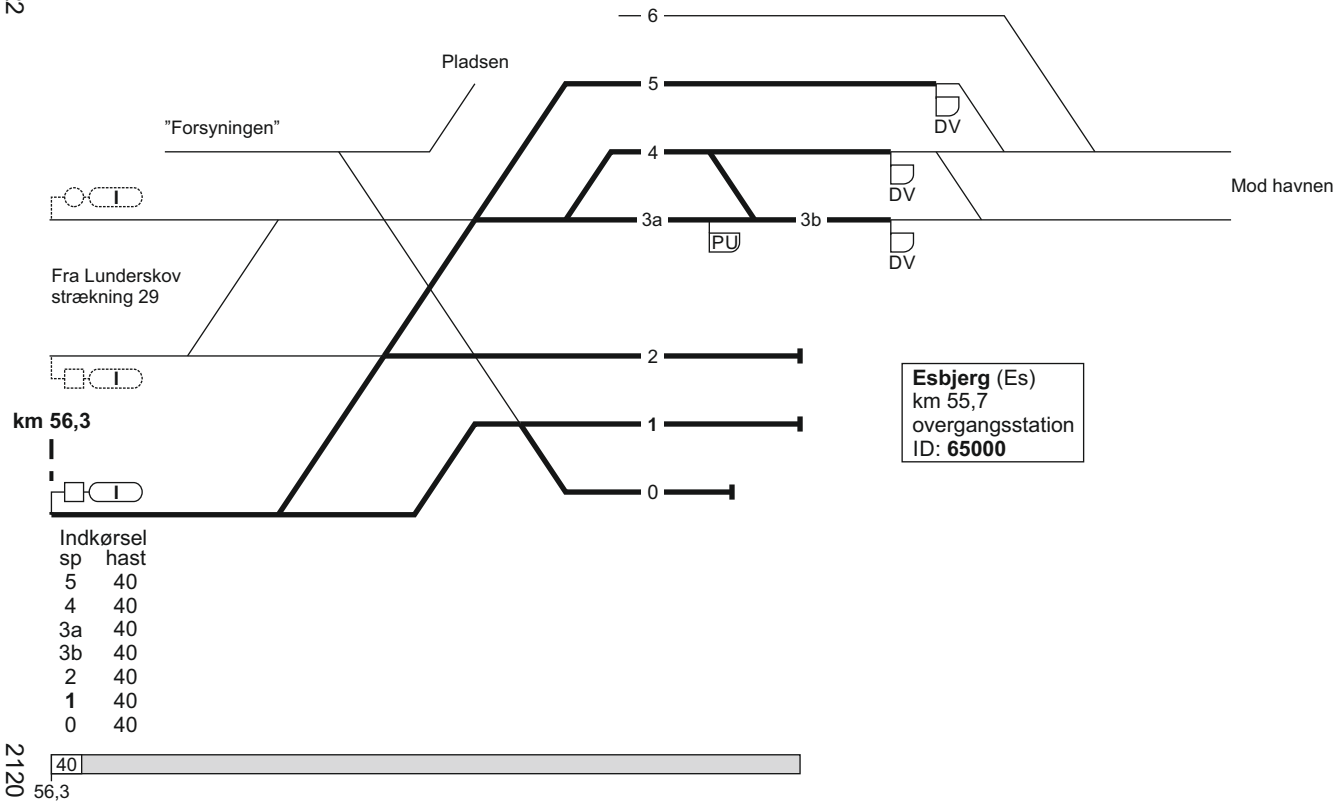 6
Pladsen
5
DV
"Forsyningen"
4
DV
Mod havnen
I
3a
3b
PU
DV
Fra Lunderskov
strækning 29
2
I
Esbjerg (Es)
km 55,7
overgangsstation
ID: 65000
km 56,3
1
I
0
Indkørsel
sp hast
5 40
4 40
3a 40
3b 40
2 40
1 40
0 40
2120
40
56,3